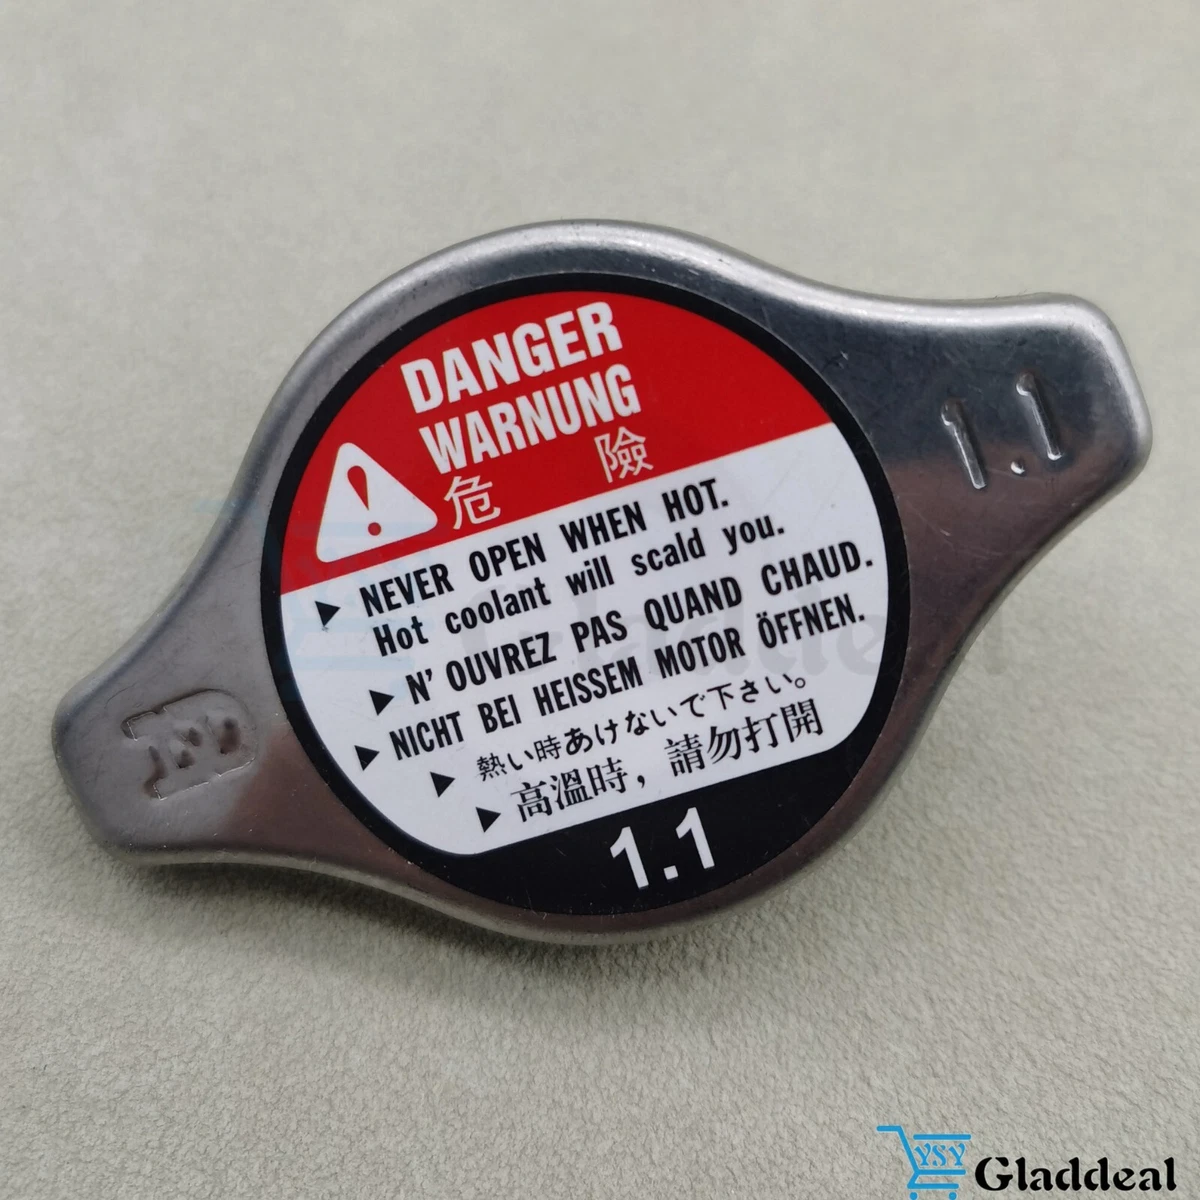 DANGER
WARNUNG
危 險
NEVER OPEN WHEN HOT.
Hot coolant will scald you.
N' OUVREZ PAS QUAND CHAUD.
NICHT BEI HEISSEM MOTOR ÖFFNEN.
熱い時あけないで下さい。
高溫時，請勿打開
1.1
1.1
YSY Gladdeal
Gladdeal